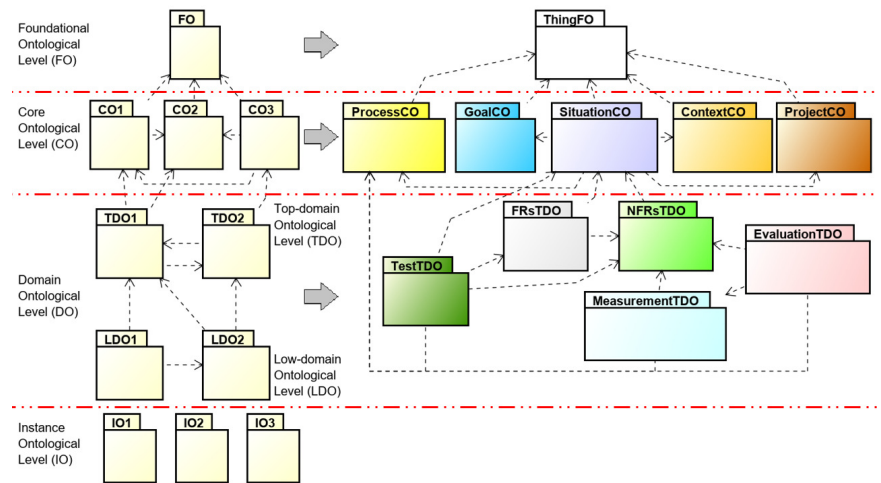 FO
ThingFO
Foundational
Ontological
Level (FO)
CO1
CO2
CO3
ProcessCO
GoalCO
SituationCO
ContextCO
ProjectCO
Core
Ontological
Level (CO)
TDO1
TDO2
Top-domain
Ontological
Level (TDO)
FRsTDO
NFRsTDO
EvaluationTDO
TestTDO
Domain
Ontological
Level (DO)
MeasurementTDO
LDO1
LDO2
Low-domain
Ontological
Level (LDO)
IO1
IO2
IO3
Instance
Ontological
Level (IO)